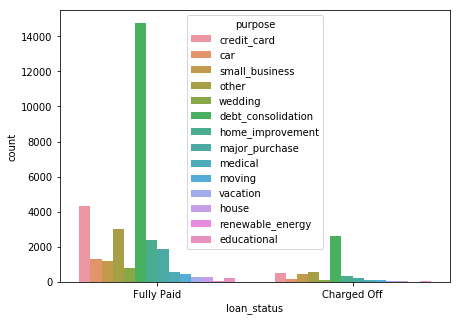 purpose
credit_card
car
small_business
other
wedding
debt_consolidation
home_improvement
major_purchase
medical
moving
vacation
house
renewable_energy
educational
14000
12000
10000
8000
6000
4000
2000
0
count
Fully Paid
Charged Off
loan_status